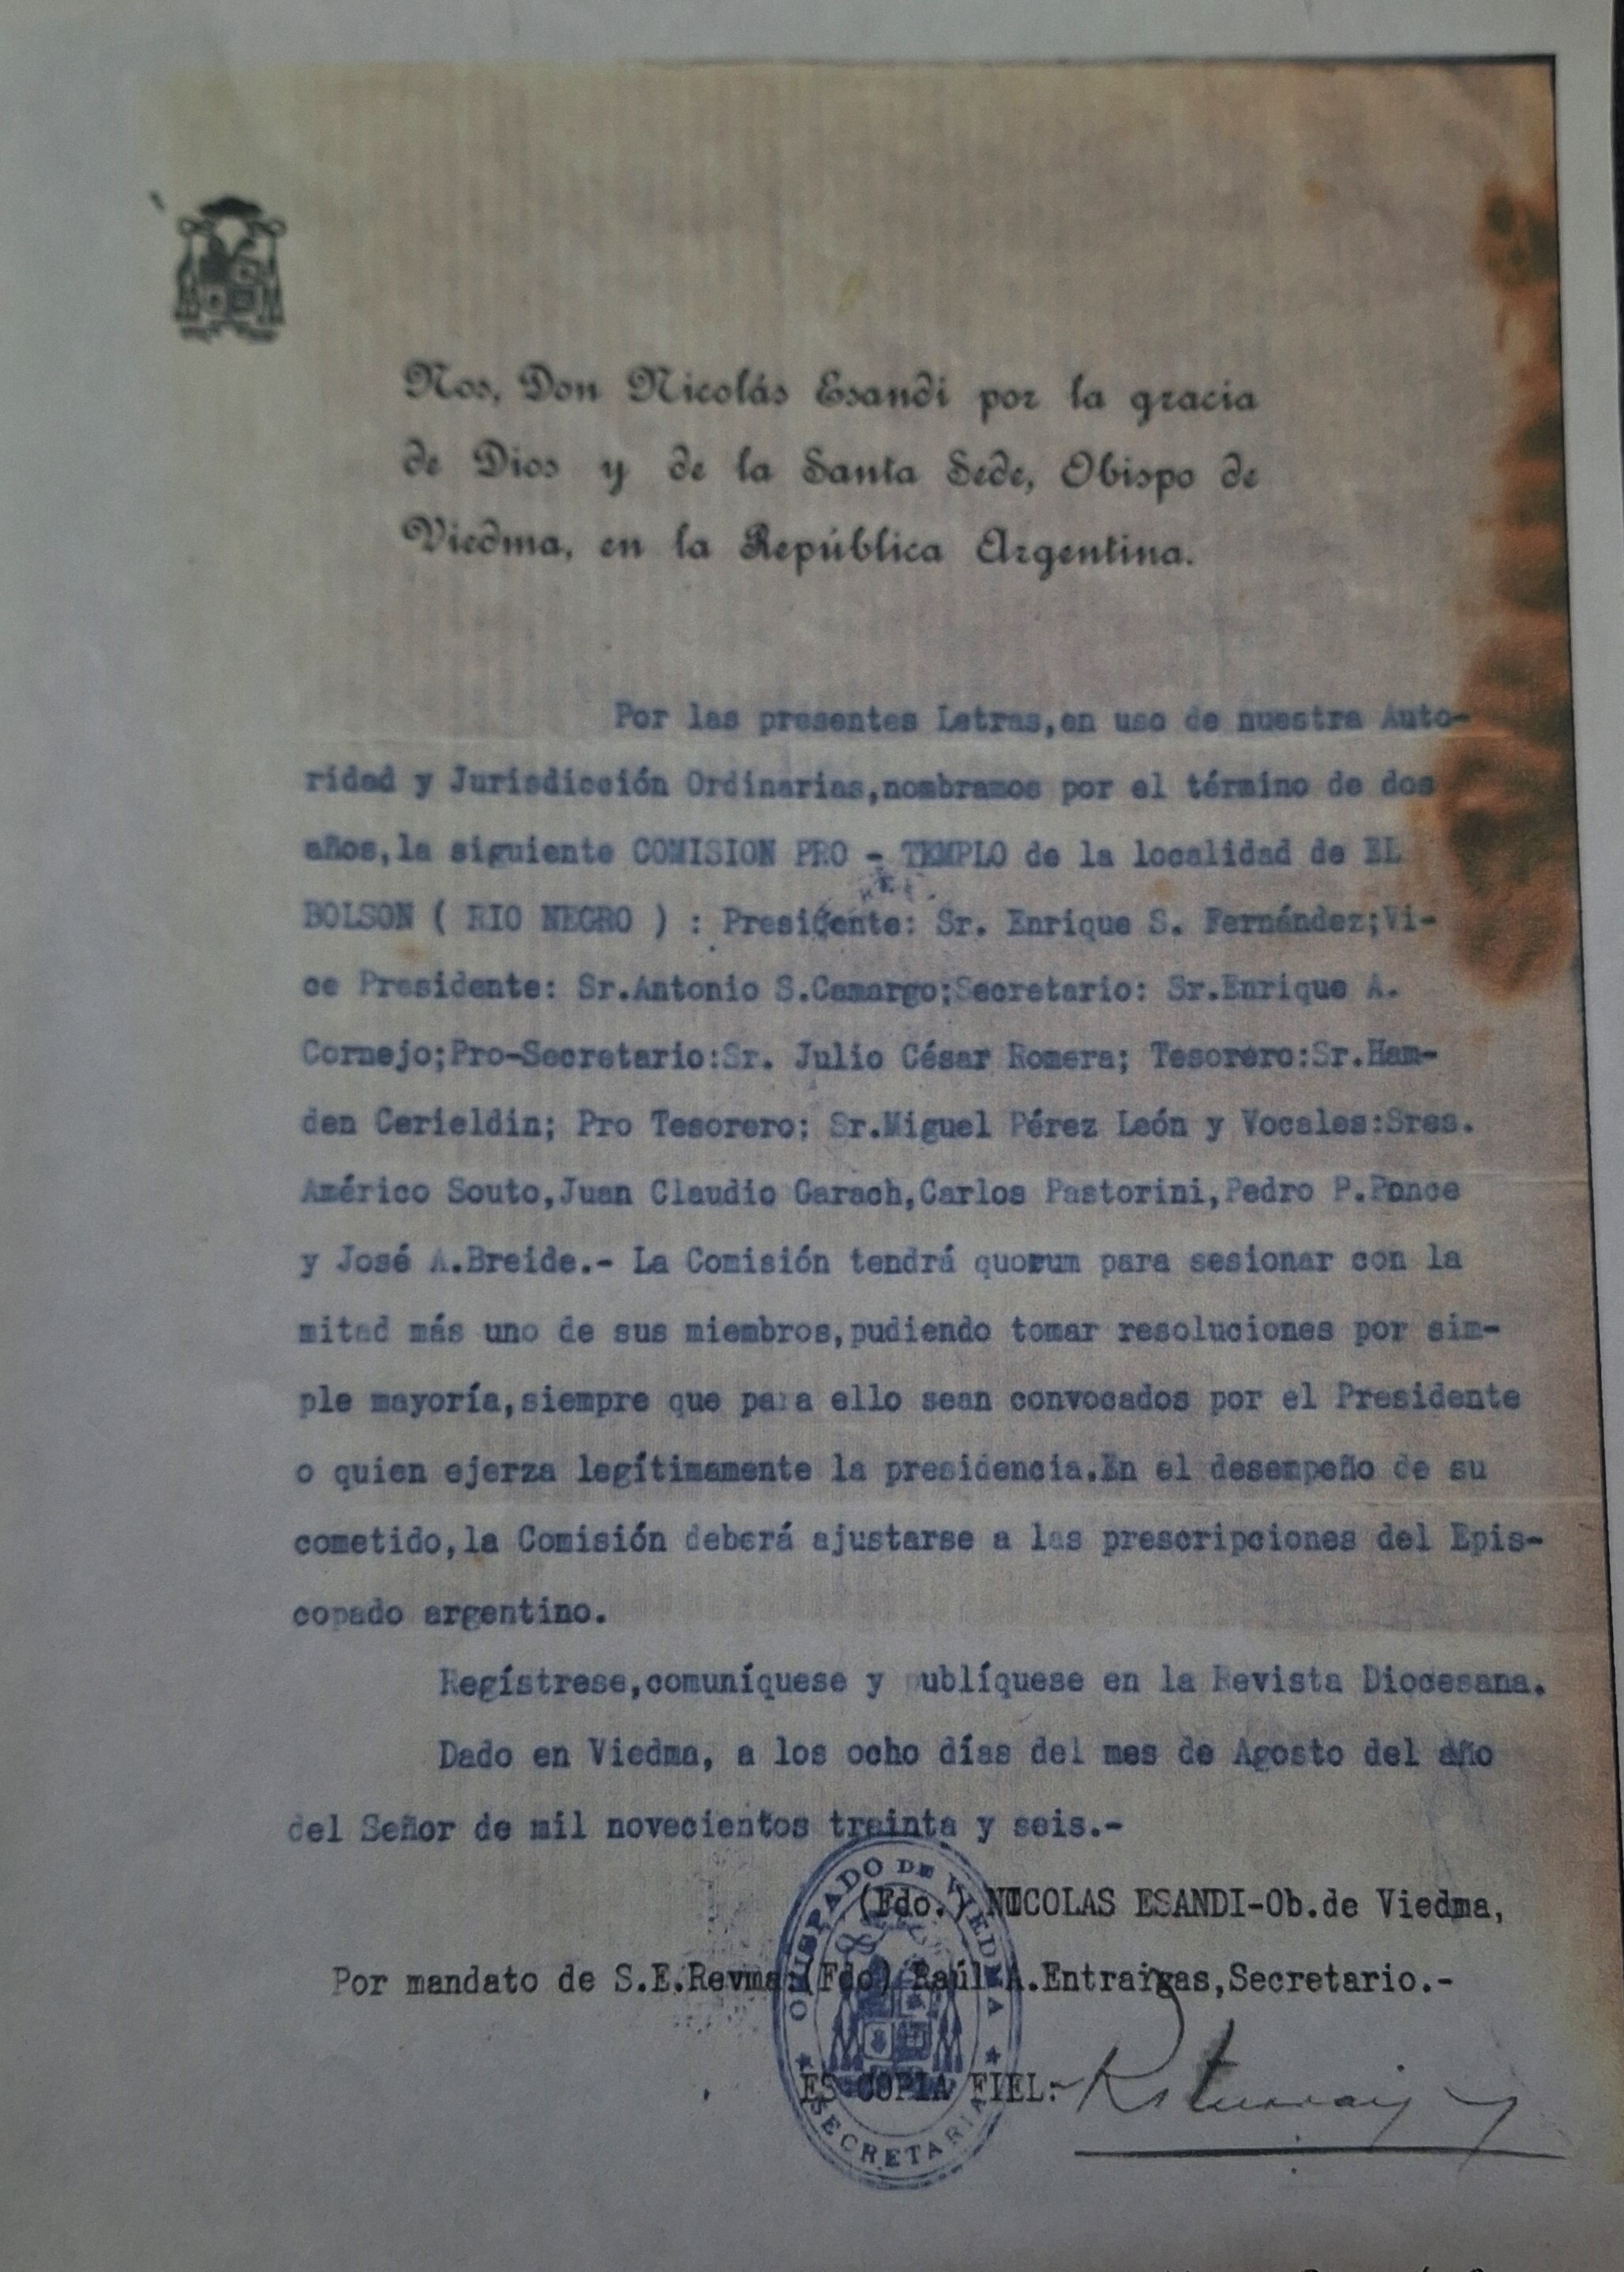 Nos, Don Nicolás Esandi por la gracia
de Dios y de la Santa Sede, Obispo de
Viedma, en la República Argentina.
Por las presentes Letras,en uso de nuestra Auto-
ridad y Jurisdicción Ordinarias,nombramos por el término de dos
años,la siguiente COMISION PRO - TEMPLO de la localidad de EL
BOLSON ( RIO NEGRO ) : Presidente: Sr. Enrique S. Fernández;Vi-
ce Presidente: Sr.Antonio S.Camargo;Secretario: Sr.Enrique A.
Cornejo;Pro-Secretario:Sr. Julio César Romera; Tesorero:Sr.Ham-
den Cerieldin; Pro Tesorero; Sr.Miguel Pérez León y Vocales:Sres.
Américo Souto,Juan Claudio Garach,Carlos Pastorini,Pedro P.Ponce
y José A.Breide.- La Comisión tendrá quorum para sesionar con la
mitad más uno de sus miembros,pudiendo tomar resoluciones por sim-
ple mayoría,siempre que para ello sean convocados por el Presidente
o quien ejerza legítimamente la presidencia.En el desempeño de su
cometido,la Comisión deberá ajustarse a las prescripciones del Epis-
copado argentino.
Regístrese,comuníquese y publíquese en la Revista Diocesana.
Dado en Viedma, a los ocho días del mes de Agosto del año
del Señor de mil novecientos treinta y seis.-
(Fdo.) NICOLAS ESANDI-Ob.de Viedma,
Por mandato de S.E.Revma:(Fdo) Raúl A.Entraigas,Secretario.-
ES COPIA FIEL:-
OBISPADO DE VIEDMA
SECRETARIA